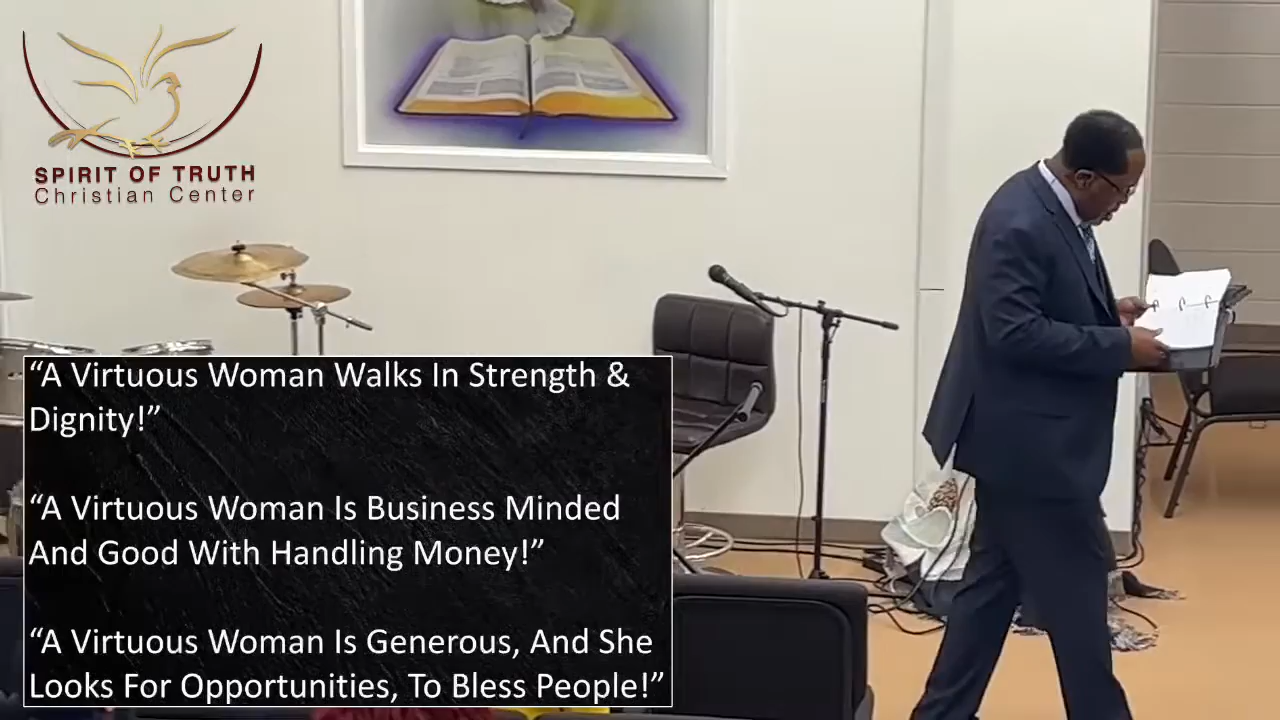 SPIRIT OF TRUTH
Christian Center
“A Virtuous Woman Walks In Strength &
Dignity!”
“A Virtuous Woman Is Business Minded
And Good With Handling Money!”
“A Virtuous Woman Is Generous, And She
Looks For Opportunities, To Bless People!”